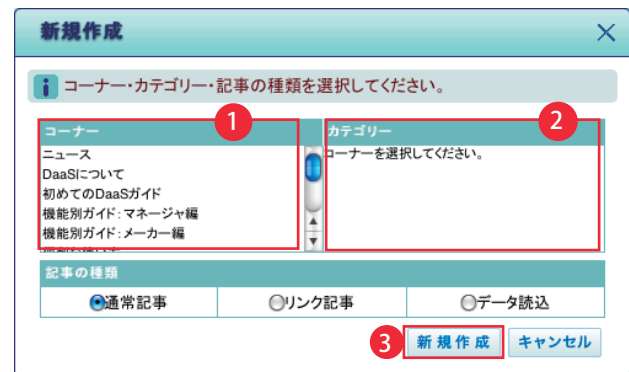 新規作成
コーナー・カテゴリー・記事の種類を選択してください。
1
2
コーナー
カテゴリー
ニュース
DaaSについて
初めてのDaaSガイド
機能別ガイド:マネージャ編
機能別ガイド:メーカー編
コーナーを選択してください。
記事の種類
通常記事
リンク記事
データ読込
3
新規作成
キャンセル